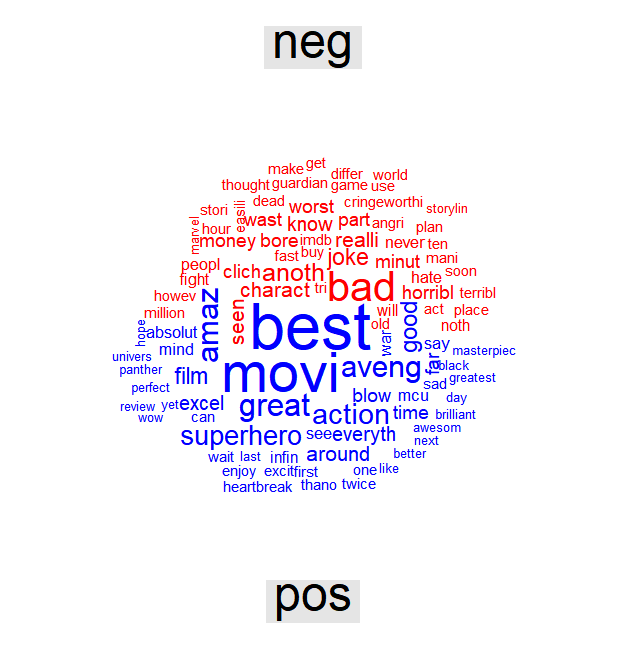 neg
make get
differ world
thought guardian game use
dead cringeworthi
stori easili wast worst part storylin
hour know angri plan
marvel money bore imdb realli never ten
fast buy joke minut mani
peopl clich anoth hate soon
fight charact tri bad horribl terribl
howev
million seen will act place
amaz old good noth
hope absolut best war say
mind far masterpiec
univers movi aveng black
panther film sad greatest
perfect blow mcu day
review yet excel great action time brilliant
wow can awesom
superhero see everyth next
wait last infin around better
enjoy excit first one like
heartbreak thano twice
pos